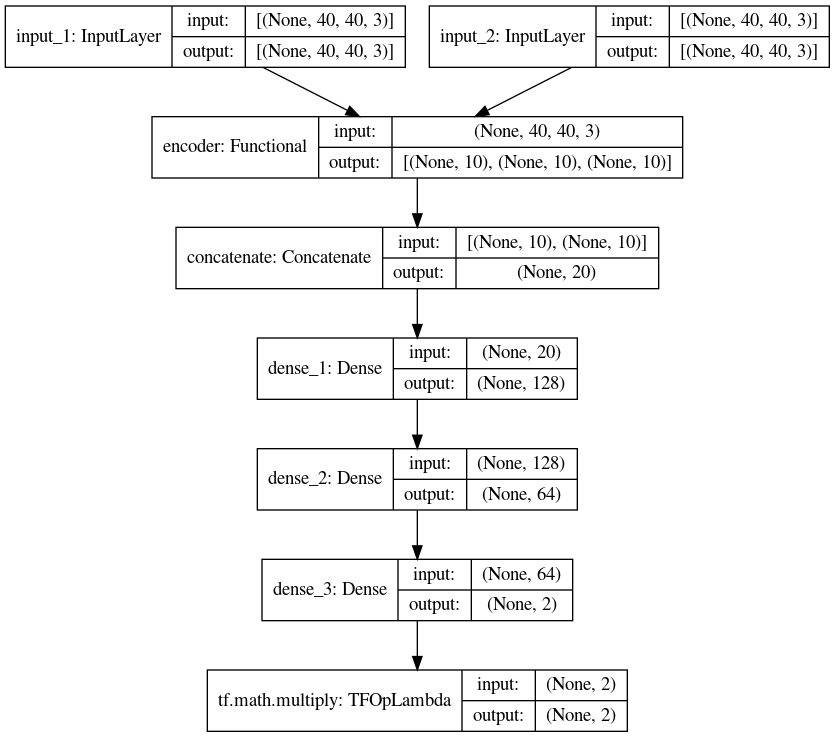 input_1: InputLayer
input: [(None, 40, 40, 3)]
output: [(None, 40, 40, 3)]
input_2: InputLayer
input: [(None, 40, 40, 3)]
output: [(None, 40, 40, 3)]
encoder: Functional
input: (None, 40, 40, 3)
output: [(None, 10), (None, 10), (None, 10)]
concatenate: Concatenate
input: [(None, 10), (None, 10)]
output: (None, 20)
dense_1: Dense
input: (None, 20)
output: (None, 128)
dense_2: Dense
input: (None, 128)
output: (None, 64)
dense_3: Dense
input: (None, 64)
output: (None, 2)
tf.math.multiply: TFOpLambda
input: (None, 2)
output: (None, 2)